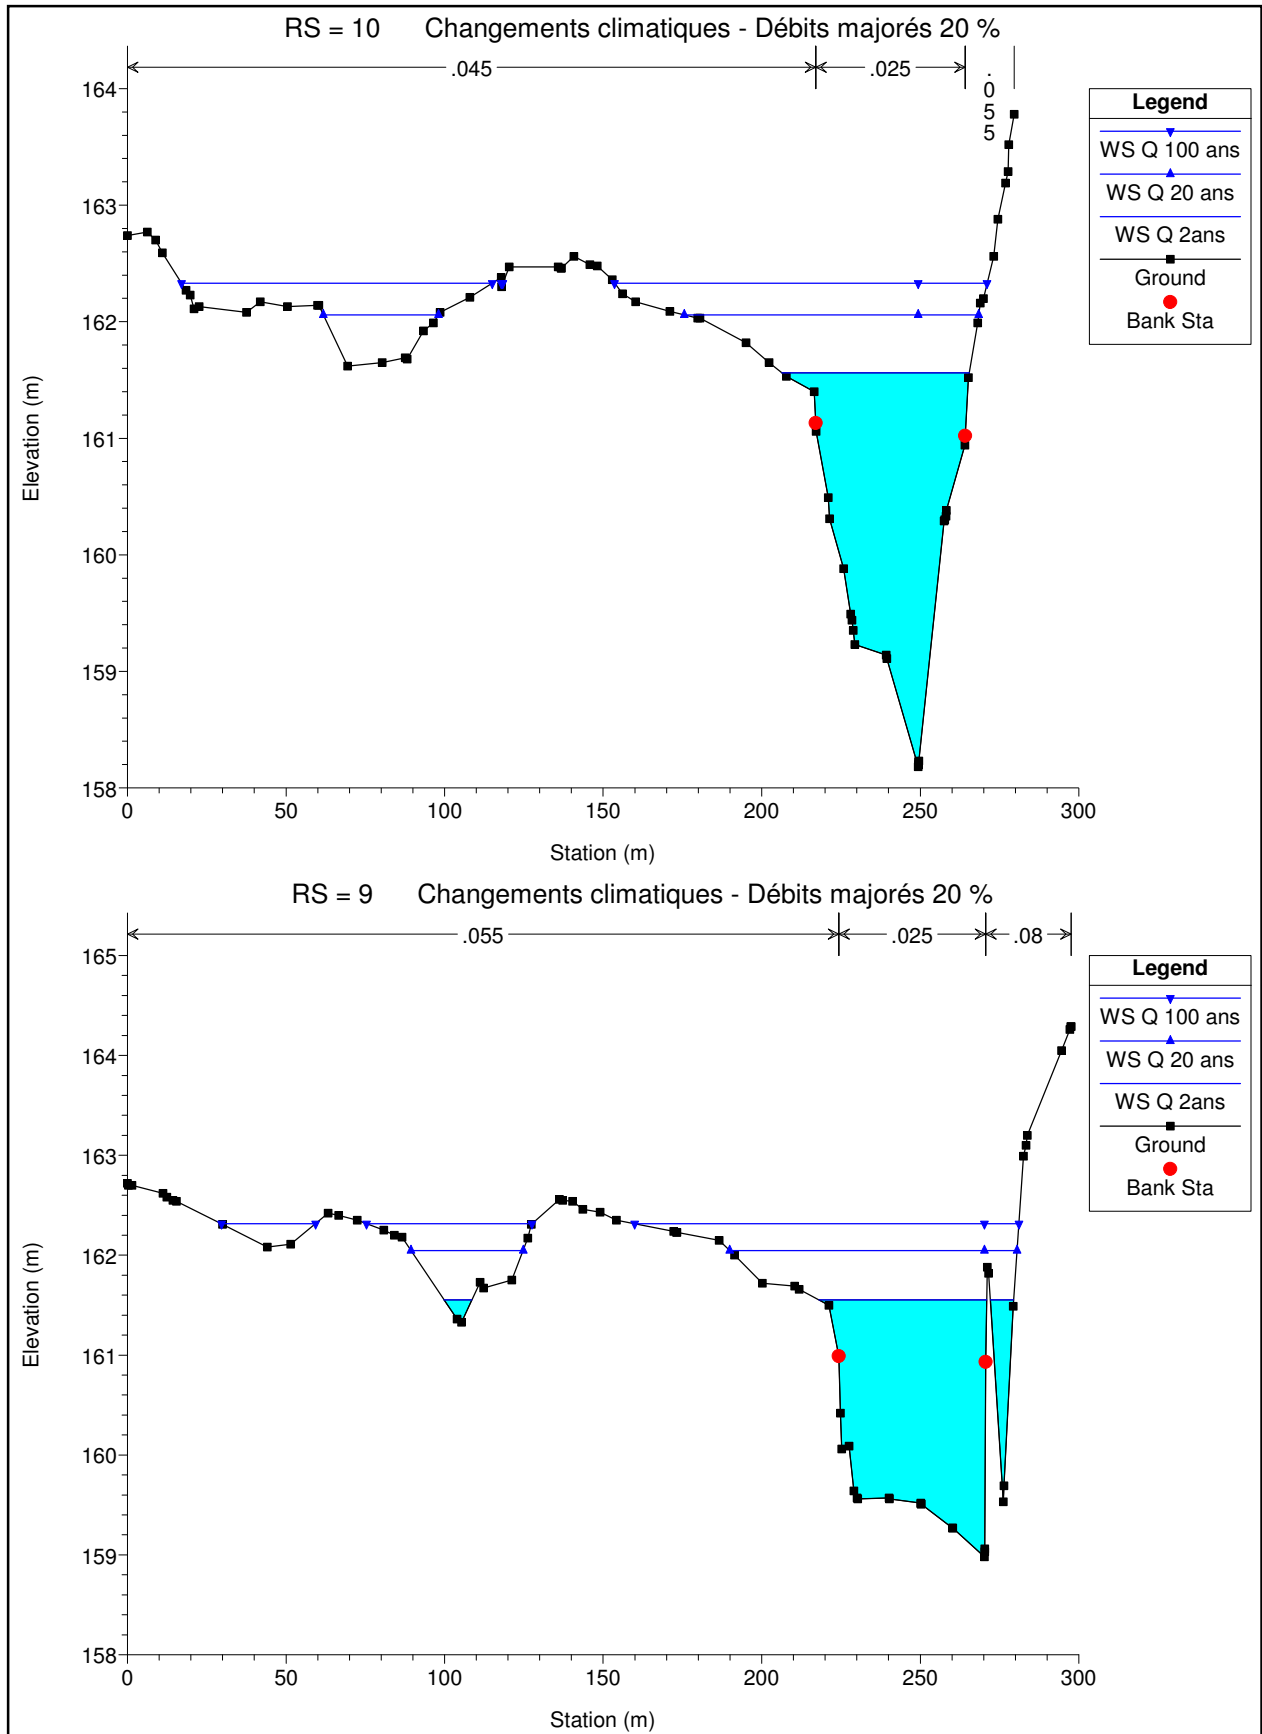 RS = 10 Changements climatiques - Débits majorés 20 %
.045
.025
.055
164
163
162
161
160
159
158
Elevation (m)
0 50 100 150 200 250 300
Station (m)
Legend
WS Q 100 ans
WS Q 20 ans
WS Q 2ans
Ground
Bank Sta
RS = 9 Changements climatiques - Débits majorés 20 %
.055
.025
.08
165
164
163
162
161
160
159
158
Elevation (m)
0 50 100 150 200 250 300
Station (m)
Legend
WS Q 100 ans
WS Q 20 ans
WS Q 2ans
Ground
Bank Sta